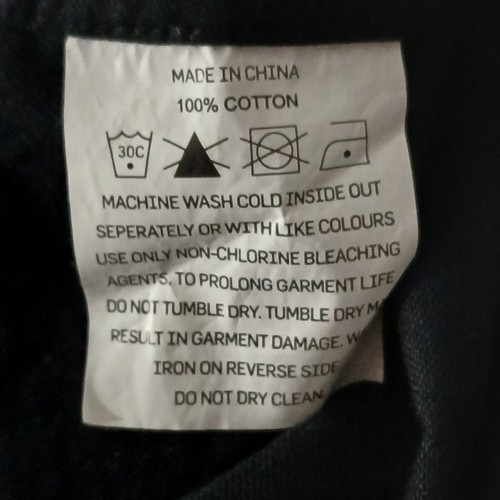 MADE IN CHINA
100% COTTON
30C
MACHINE WASH COLD INSIDE OUT
SEPERATELY OR WITH LIKE COLOURS
USE ONLY NON-CHLORINE BLEACHING
AGENTS. TO PROLONG GARMENT LIFE
DO NOT TUMBLE DRY. TUMBLE DRY
RESULT IN GARMENT DAMAGE.
IRON ON REVERSE SIDE
DO NOT DRY CLEAN